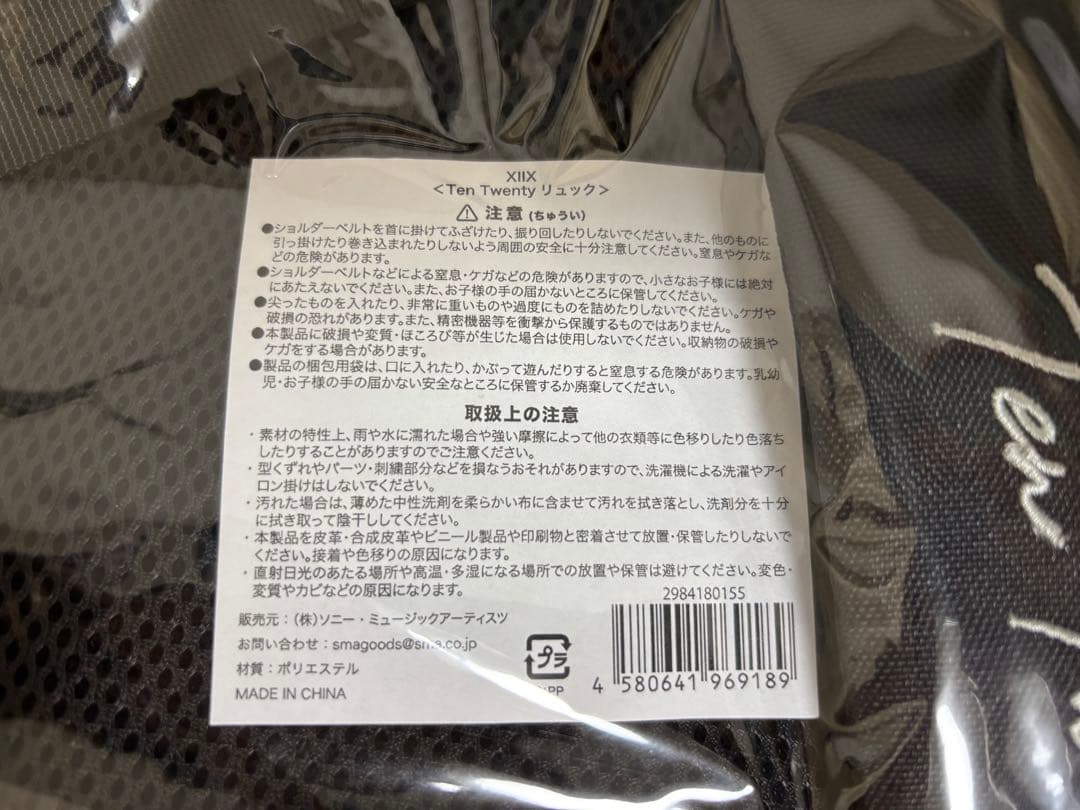 XIIX
＜Ten Twenty リュック＞
⚠ 注意 (ちゅうい)
●ショルダーベルトを首に掛けてふざけたり、振り回したりしないでください。また、他のものに
引っ掛けたり巻き込まれたりしないよう周囲の安全に十分注意してください。窒息やケガな
どの危険があります。
●ショルダーベルトなどによる窒息・ケガなどの危険がありますので、小さなお子様には絶対
にあたえないでください。また、お子様の手の届かないところに保管してください。
●尖ったものを入れたり、非常に重いものや過度にものを詰めたりしないでください。ケガや
破損の恐れがあります。また、精密機器等を衝撃から保護するものではありません。
●本製品に破損や変質・ほころび等が生じた場合は使用しないでください。収納物の破損や
ケガをする場合があります。
●製品の梱包用袋は、口に入れたり、かぶって遊んだりすると窒息する危険があります。乳幼
児・お子様の手の届かない安全なところに保管するか廃棄してください。
取扱上の注意
・素材の特性上、雨や水に濡れた場合や強い摩擦によって他の衣類等に色移りしたり色落ち
したりすることがありますのでご注意ください。
・型くずれやパーツ・刺繍部分などを損なうおそれがありますので、洗濯機による洗濯やアイ
ロン掛けはしないでください。
・汚れた場合は、薄めた中性洗剤を柔らかい布に含ませて汚れを拭き落とし、洗剤分を十分
に拭き取って陰干ししてください。
・本製品を皮革・合成皮革やビニール製品や印刷物と密着させて放置・保管したりしないで
ください。接着や色移りの原因になります。
・直射日光のあたる場所や高温・多湿になる場所での放置や保管は避けてください。変色・
変質やカビなどの原因になります。
2984180155
販売元：(株)ソニー・ミュージックアーティスツ
お問い合わせ：smagoods@sma.co.jp
材質：ポリエステル
MADE IN CHINA
プラ
PP
4 580641 969189
Ten